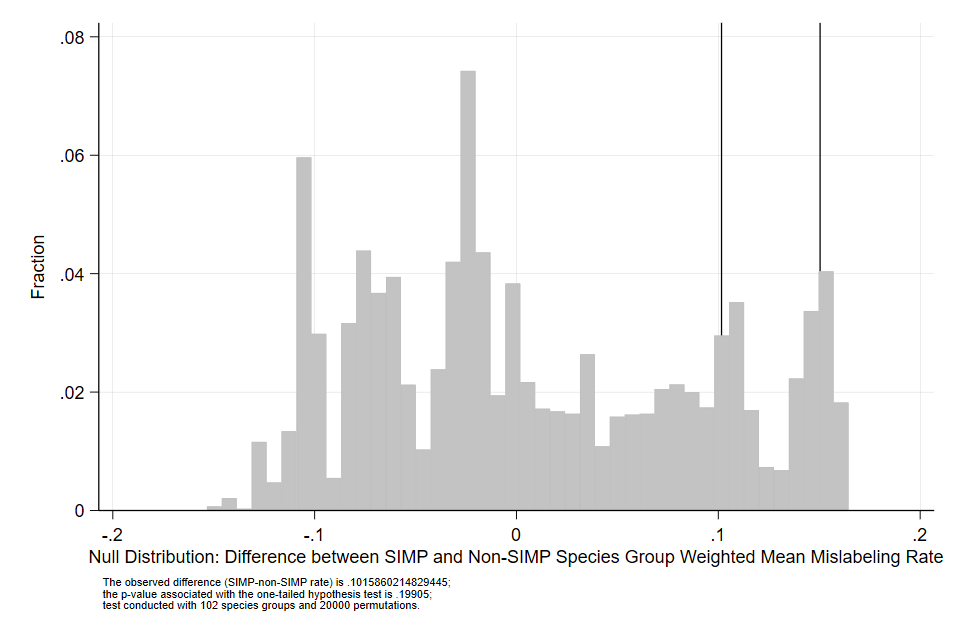 .08
.06
.04
.02
0
Fraction
-.2 -.1 0 .1 .2
Null Distribution: Difference between SIMP and Non-SIMP Species Group Weighted Mean Mislabeling Rate
The observed difference (SIMP-non-SIMP rate) is .1015860214829445;
the p-value associated with the one-tailed hypothesis test is .19905;
test conducted with 102 species groups and 20000 permutations.